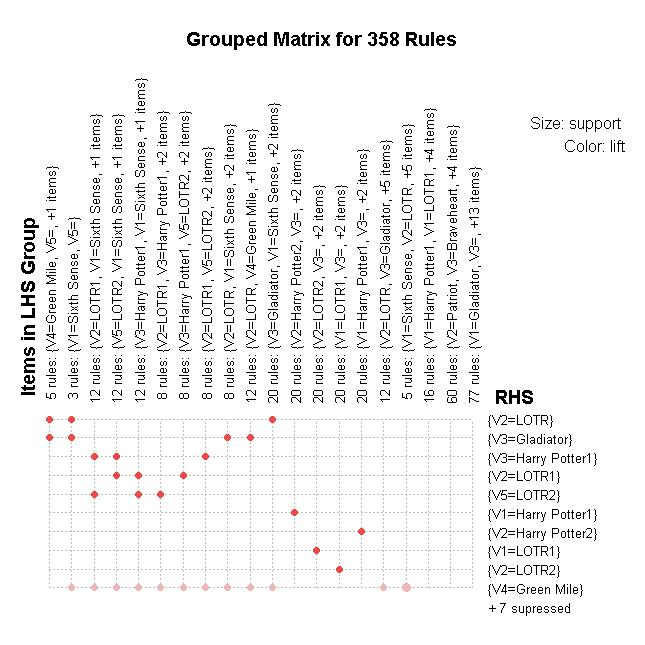 Grouped Matrix for 358 Rules
Size: support
Color: lift
Items in LHS Group
5 rules: {V4=Green Mile, V5=, +1 items}
3 rules: {V1=Sixth Sense, V5=}
12 rules: {V2=LOTR1, V1=Sixth Sense, +1 items}
12 rules: {V5=LOTR2, V1=Sixth Sense, +1 items}
12 rules: {V3=Harry Potter1, V1=Sixth Sense, +1 items}
8 rules: {V2=LOTR1, V3=Harry Potter1, +2 items}
8 rules: {V3=Harry Potter1, V5=LOTR2, +2 items}
8 rules: {V2=LOTR1, V5=LOTR2, +2 items}
8 rules: {V2=LOTR, V1=Sixth Sense, +2 items}
12 rules: {V2=LOTR, V4=Green Mile, +1 items}
20 rules: {V3=Gladiator, V1=Sixth Sense, +2 items}
20 rules: {V2=Harry Potter2, V3=, +2 items}
20 rules: {V2=LOTR2, V3=, +2 items}
20 rules: {V1=LOTR1, V3=, +2 items}
20 rules: {V1=Harry Potter1, V3=, +2 items}
12 rules: {V2=LOTR, V3=Gladiator, +5 items}
5 rules: {V1=Sixth Sense, V2=LOTR, +5 items}
16 rules: {V1=Harry Potter1, V1=LOTR1, +4 items}
60 rules: {V2=Patriot, V3=Braveheart, +4 items}
77 rules: {V1=Gladiator, V3=, +13 items}
RHS
{V2=LOTR}
{V3=Gladiator}
{V3=Harry Potter1}
{V2=LOTR1}
{V5=LOTR2}
{V1=Harry Potter1}
{V2=Harry Potter2}
{V1=LOTR1}
{V2=LOTR2}
{V4=Green Mile}
+ 7 supressed